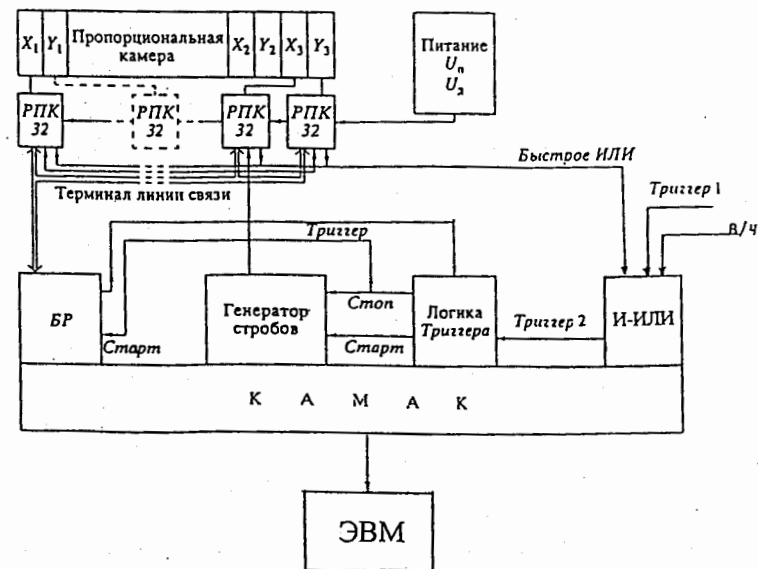 X₁ Y₁ Пропорциональная камера X₂ Y₂ X₃ Y₃
Питание
Uп
U₂
РПК
32
РПК
32
РПК
32
РПК
32
Быстрое ИЛИ
Терминал линии связи
Триггер 1
в/ч
Триггер
БР
Старт
Генератор
стробов
Стоп
Старт
Логика
Триггера
Триггер 2
И-ИЛИ
К А М А К
ЭВМ